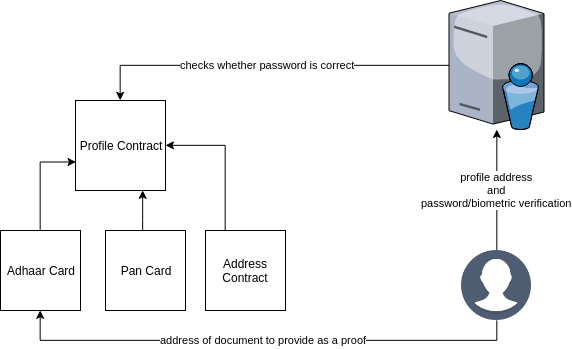 checks whether password is correct
Profile Contract
profile address
and
password/biometric verification
Adhaar Card
Pan Card
Address
Contract
address of document to provide as a proof